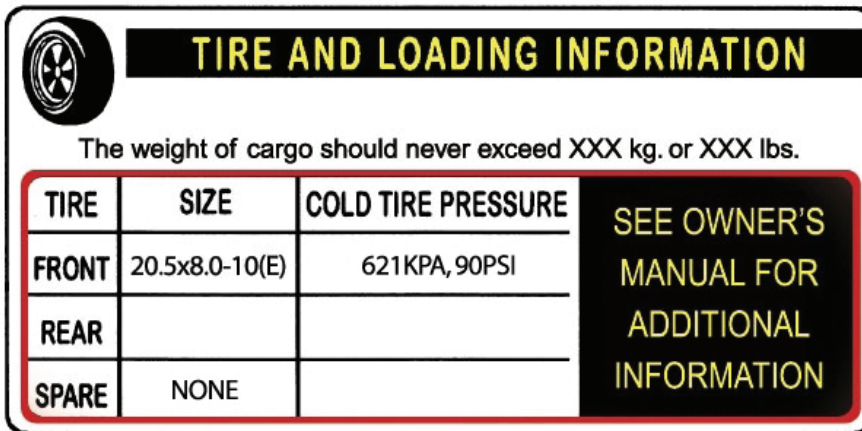 TIRE AND LOADING INFORMATION
The weight of cargo should never exceed XXX kg. or XXX lbs.
TIRE SIZE COLD TIRE PRESSURE
FRONT 20.5x8.0-10(E) 621KPA, 90PSI
REAR
SPARE NONE
SEE OWNER'S
MANUAL FOR
ADDITIONAL
INFORMATION